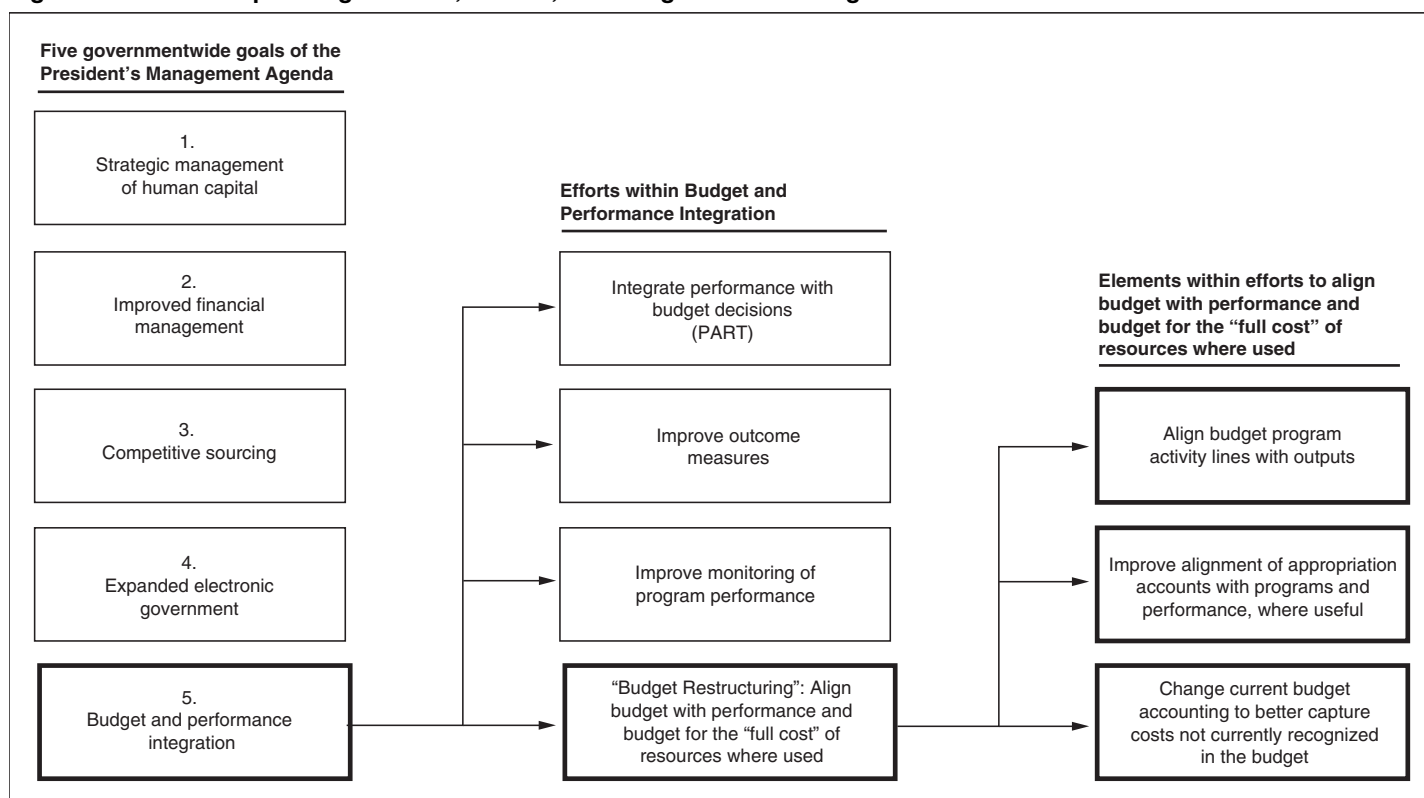 Five governmentwide goals of the
President's Management Agenda
1.
Strategic management
of human capital
2.
Improved financial
management
3.
Competitive sourcing
4.
Expanded electronic
government
5.
Budget and performance
integration
Efforts within Budget and
Performance Integration
Integrate performance with
budget decisions
(PART)
Improve outcome
measures
Improve monitoring of
program performance
“Budget Restructuring”: Align
budget with performance and
budget for the “full cost” of
resources where used
Elements within efforts to align
budget with performance and
budget for the “full cost” of
resources where used
Align budget program
activity lines with outputs
Improve alignment of appropriation
accounts with programs and
performance, where useful
Change current budget
accounting to better capture
costs not currently recognized
in the budget